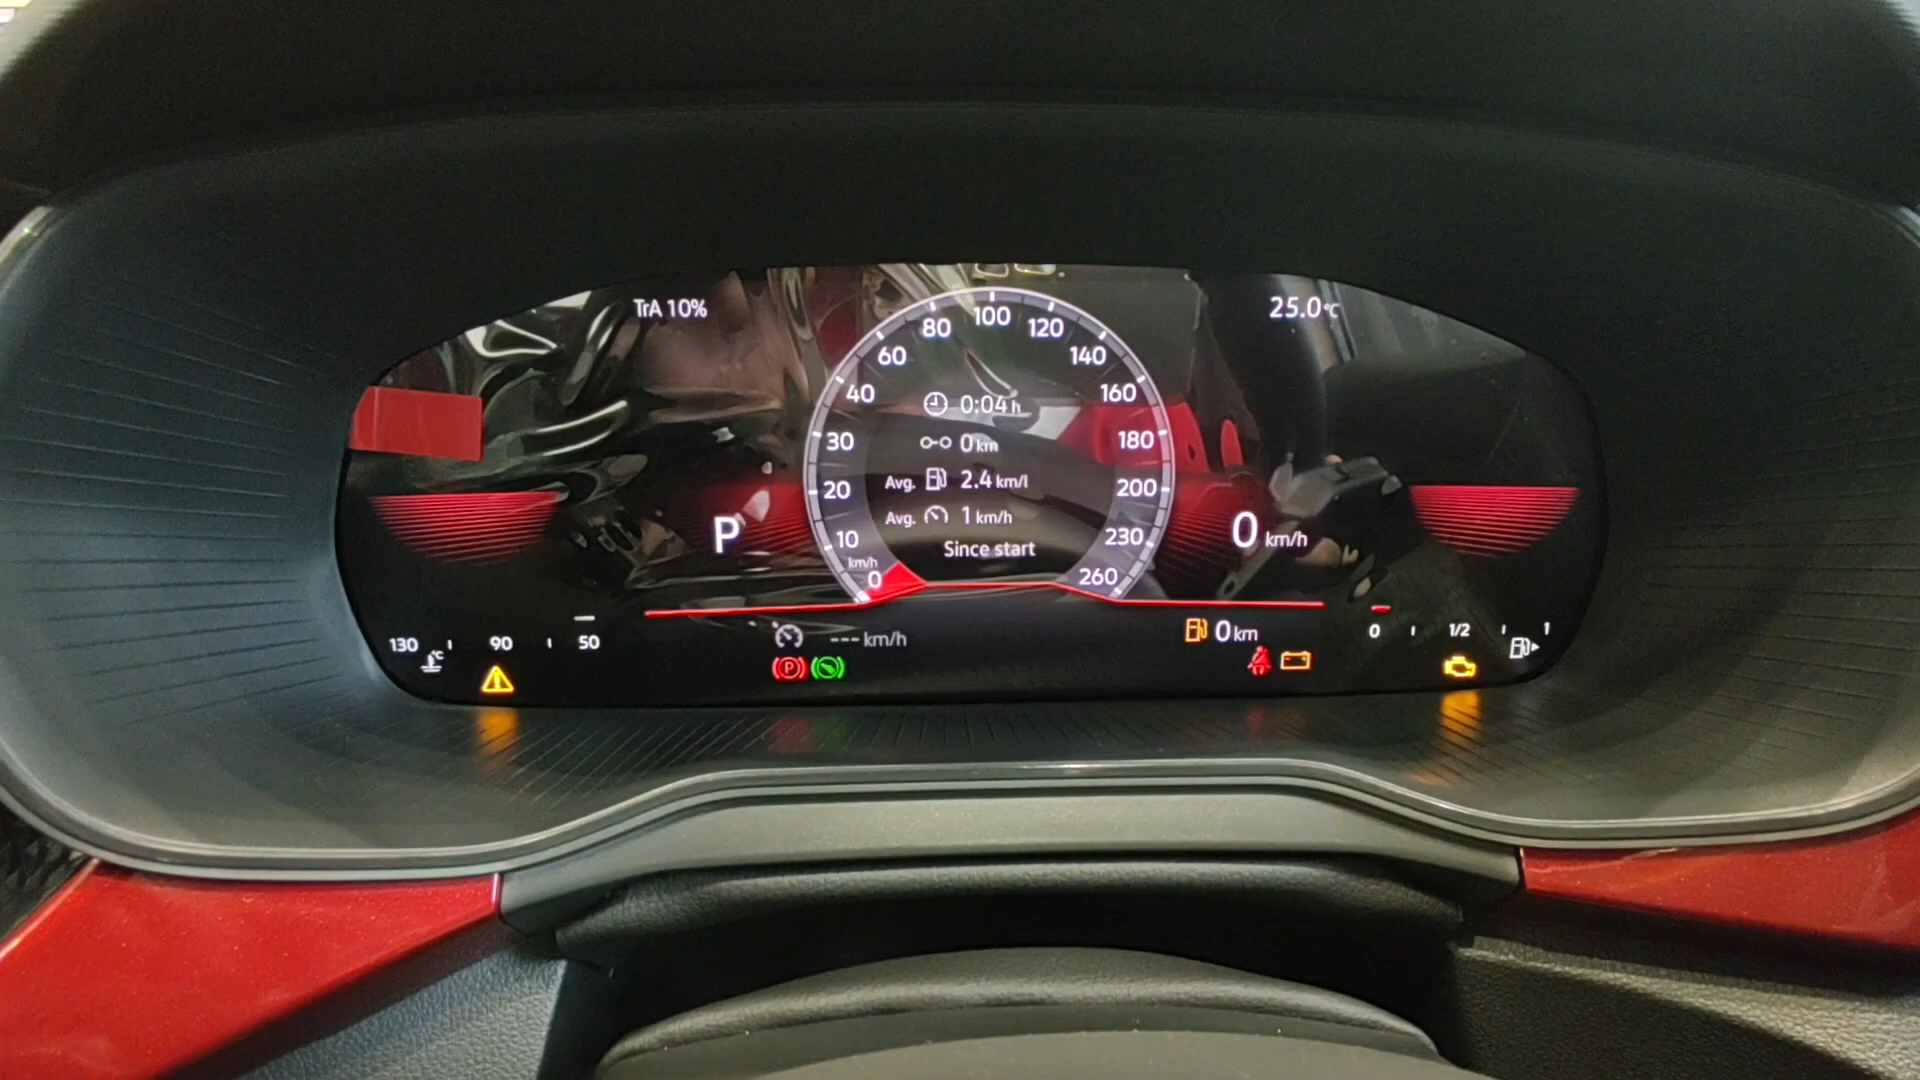 TrA 10%
25.0°C
100
80
120
60
140
40
160
30
180
20
200
10
230
km/h
0
260
0:04 h
0 km
Avg. 2.4 km/l
Avg. 1 km/h
Since start
P
0 km/h
--- km/h
0 km
130
90
50
°C
0
1/2
1
P